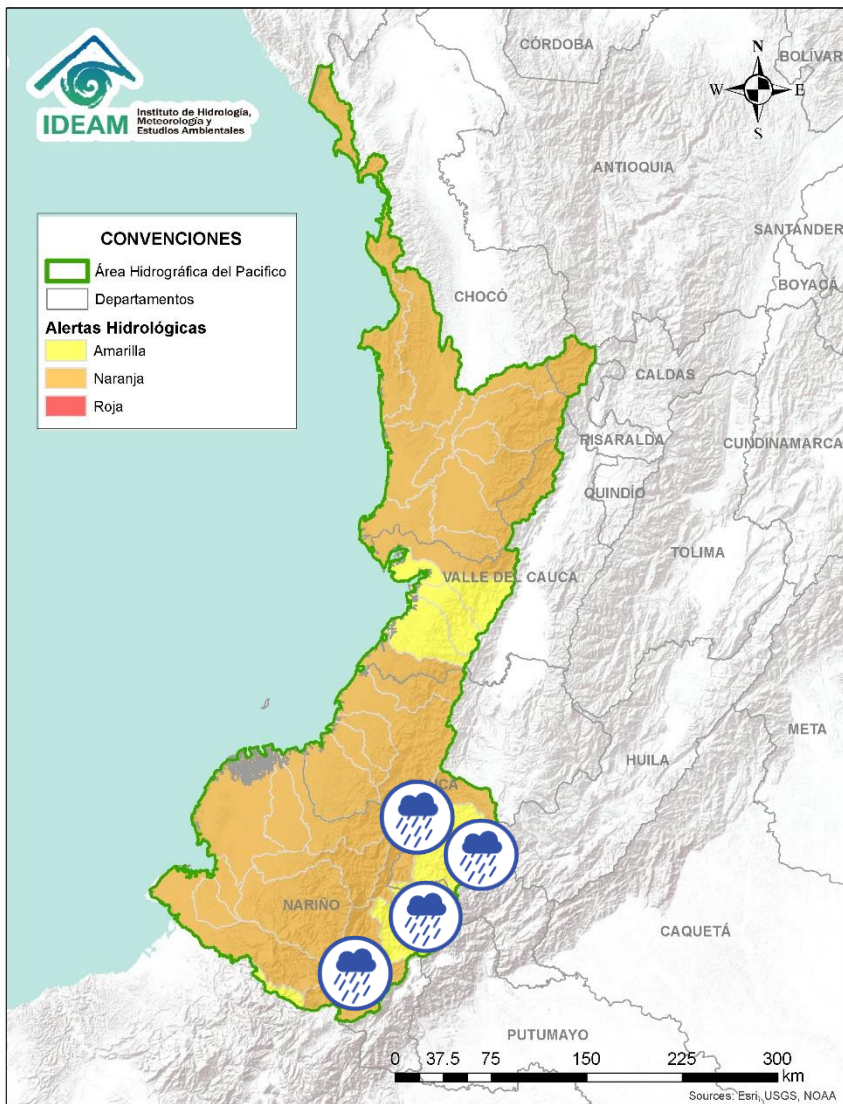 IDEAM
Instituto de Hidrología,
Meteorología y
Estudios Ambientales
N
W
E
S
CONVENCIONES
Área Hidrográfica del Pacifico
Departamentos
Alertas Hidrológicas
Amarilla
Naranja
Roja
CÓRDOBA
BOLÍVAR
ANTIOQUIA
SANTANDER
BOYACÁ
CHOCÓ
CALDAS
RISARALDA
CUNDINAMARCA
QUINDÍO
TOLIMA
VALLE DEL CAUCA
META
HUILA
UCA
NARIÑO
CAQUETÁ
PUTUMAYO
0 37.5 75 150 225 300
km
Sources: Esri, USGS, NOAA